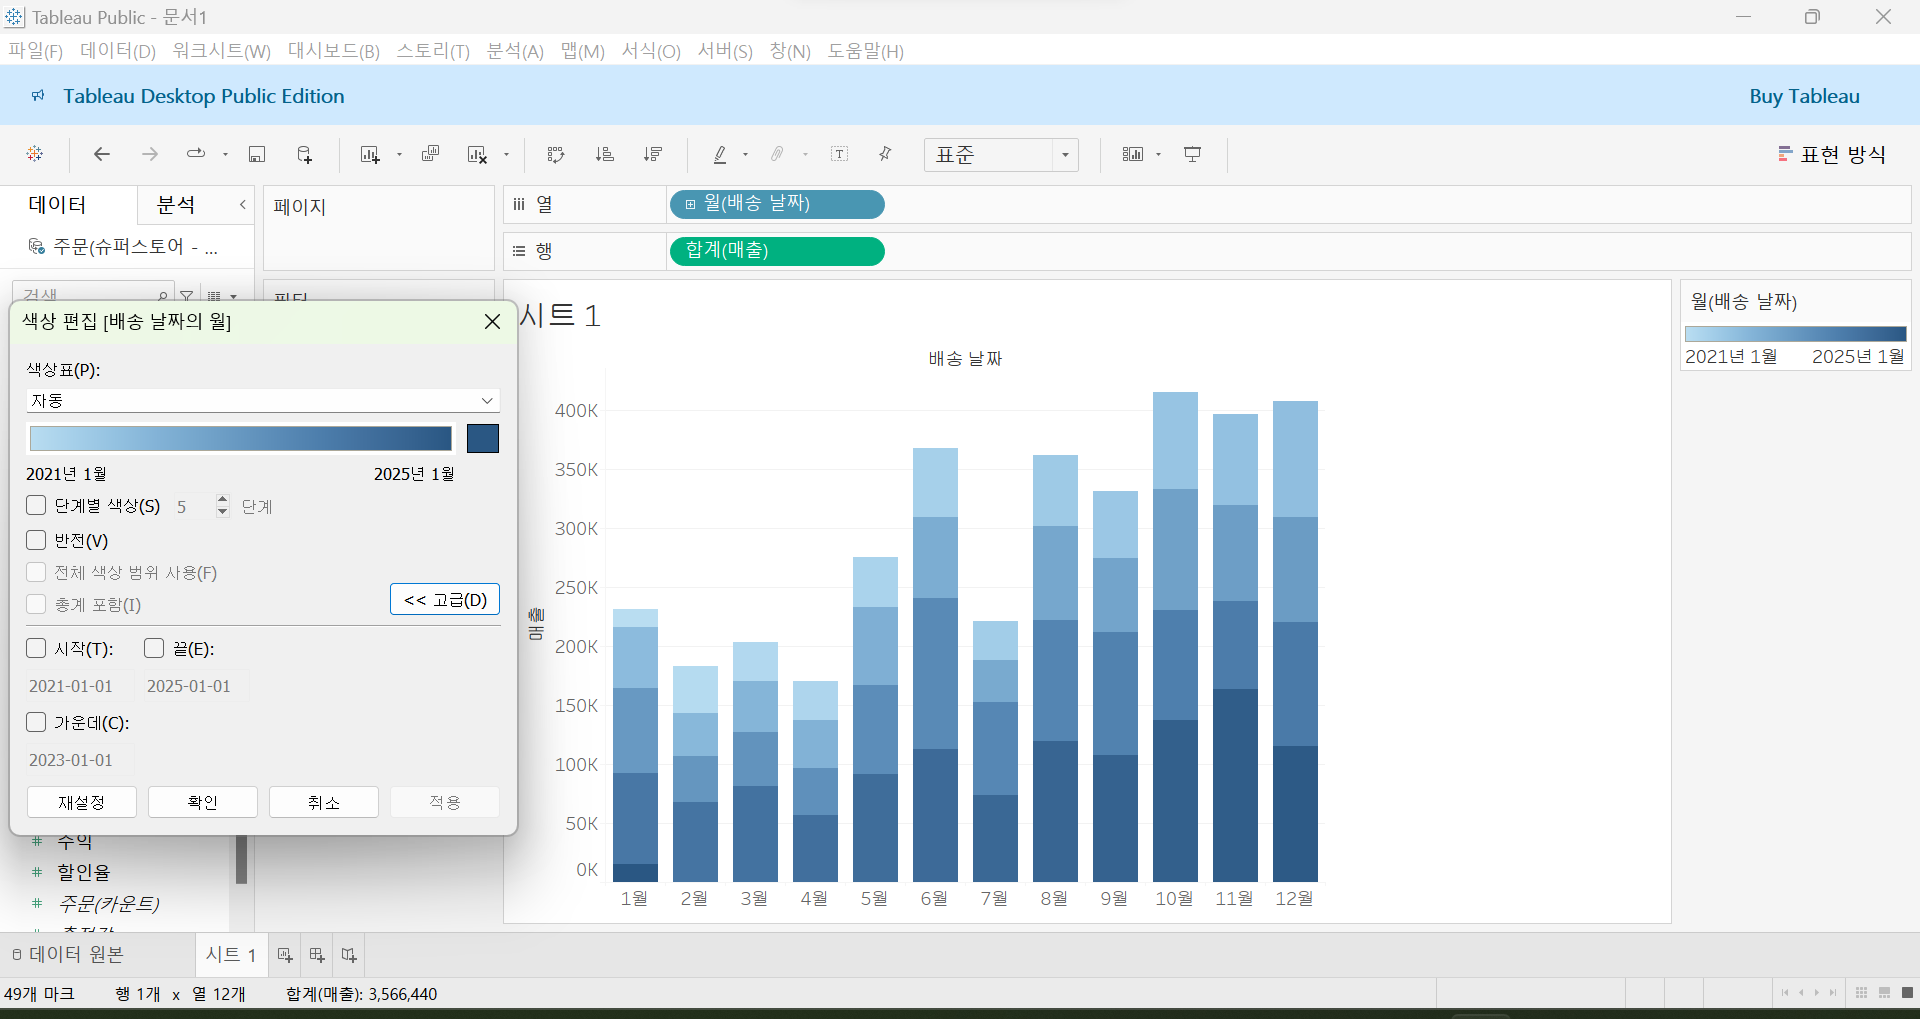 Tableau Public - 문서1
파일(F) 데이터(D) 워크시트(W) 대시보드(B) 스토리(T) 분석(A) 맵(M) 서식(O) 서버(S) 창(N) 도움말(H)
Tableau Desktop Public Edition
Buy Tableau
표준
표현 방식
데이터
분석
페이지
열
월(배송 날짜)
주문(슈퍼스토어 - ...
행
합계(매출)
색상 편집 [배송 날짜의 월]
색상표(P):
자동
2021년 1월
2025년 1월
단계별 색상(S) 5 단계
반전(V)
전체 색상 범위 사용(F)
총계 포함(I)
<< 고급(D)
시작(T): 끝(E):
2021-01-01 2025-01-01
가운데(C):
2023-01-01
재설정 확인 취소 적용
수익
할인율
주문(카운트)
시트 1
배송 날짜
매출
400K
350K
300K
250K
200K
150K
100K
50K
0K
1월 2월 3월 4월 5월 6월 7월 8월 9월 10월 11월 12월
월(배송 날짜)
2021년 1월 2025년 1월
데이터 원본
시트 1
49개 마크 행 1개 x 열 12개 합계(매출): 3,566,440